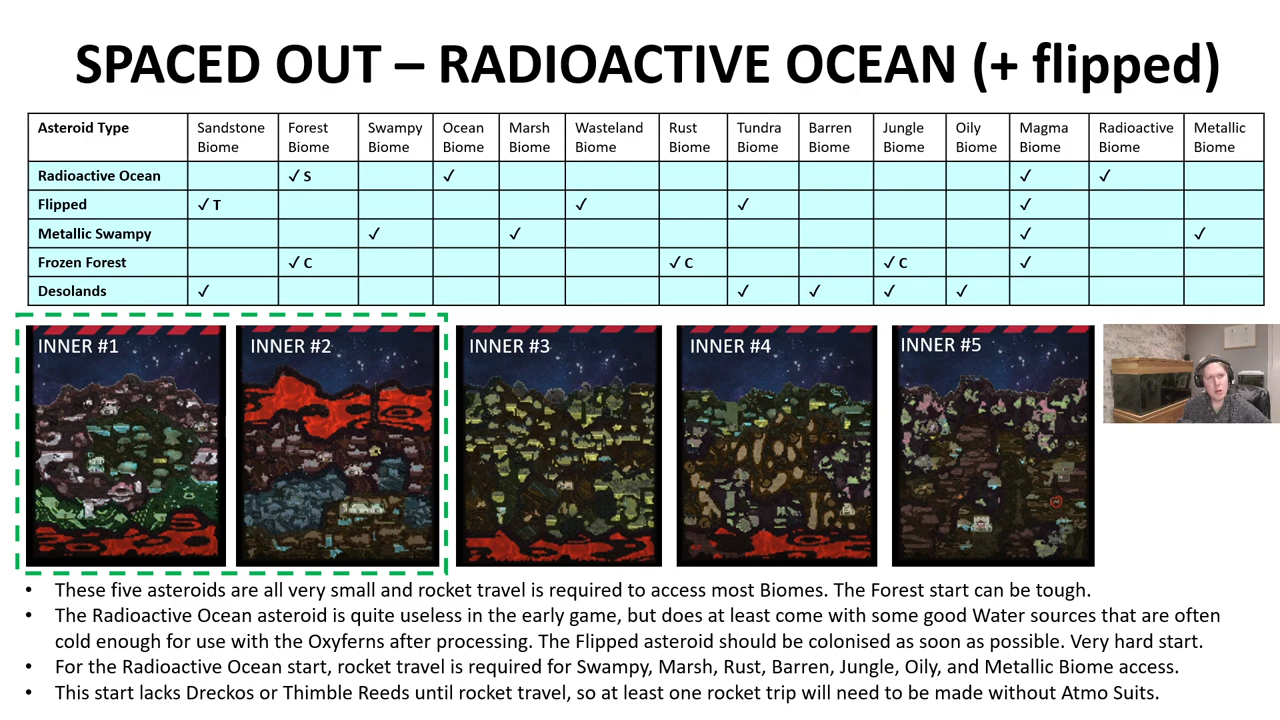 SPACED OUT – RADIOACTIVE OCEAN (+ flipped)
Asteroid Type Sandstone Biome Forest Biome Swampy Biome Ocean Biome Marsh Biome Wasteland Biome Rust Biome Tundra Biome Barren Biome Jungle Biome Oily Biome Magma Biome Radioactive Biome Metallic Biome
Radioactive Ocean ✓ S ✓ ✓ ✓
Flipped ✓ T ✓ ✓ ✓
Metallic Swampy ✓ ✓ ✓ ✓
Frozen Forest ✓ C ✓ C ✓ C ✓
Desolands ✓ ✓ ✓ ✓ ✓
INNER #1 INNER #2 INNER #3 INNER #4 INNER #5
• These five asteroids are all very small and rocket travel is required to access most Biomes. The Forest start can be tough.
• The Radioactive Ocean asteroid is quite useless in the early game, but does at least come with some good Water sources that are often
cold enough for use with the Oxyferns after processing. The Flipped asteroid should be colonised as soon as possible. Very hard start.
• For the Radioactive Ocean start, rocket travel is required for Swampy, Marsh, Rust, Barren, Jungle, Oily, and Metallic Biome access.
• This start lacks Dreckos or Thimble Reeds until rocket travel, so at least one rocket trip will need to be made without Atmo Suits.